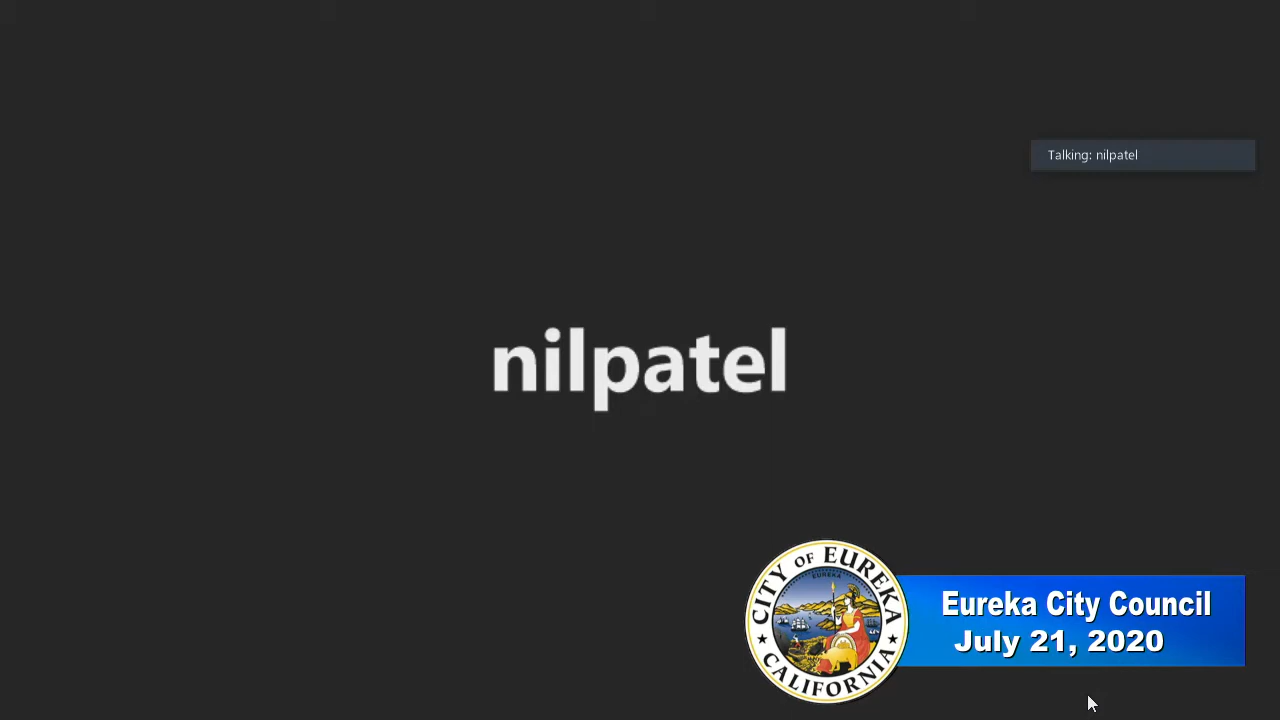 Talking: nilpatel
nilpatel
CITY OF EUREKA
EUREKA
CALIFORNIA
Eureka City Council
July 21, 2020